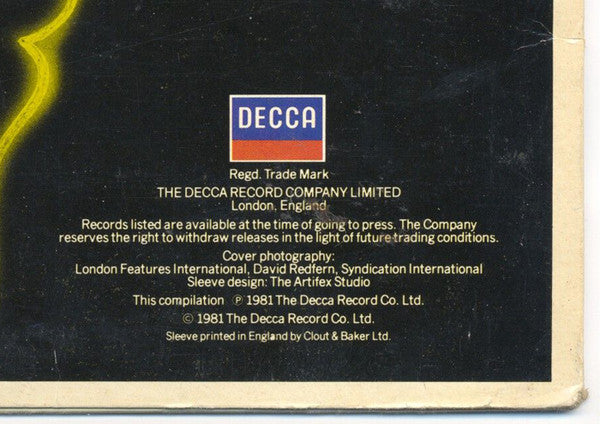 DECCA
Regd. Trade Mark
THE DECCA RECORD COMPANY LIMITED
London, England
Records listed are available at the time of going to press. The Company
reserves the right to withdraw releases in the light of future trading conditions.
Cover photography:
London Features International, David Redfern, Syndication International
Sleeve design: The Artifex Studio
This compilation ℗ 1981 The Decca Record Co. Ltd.
© 1981 The Decca Record Co. Ltd.
Sleeve printed in England by Clout & Baker Ltd.